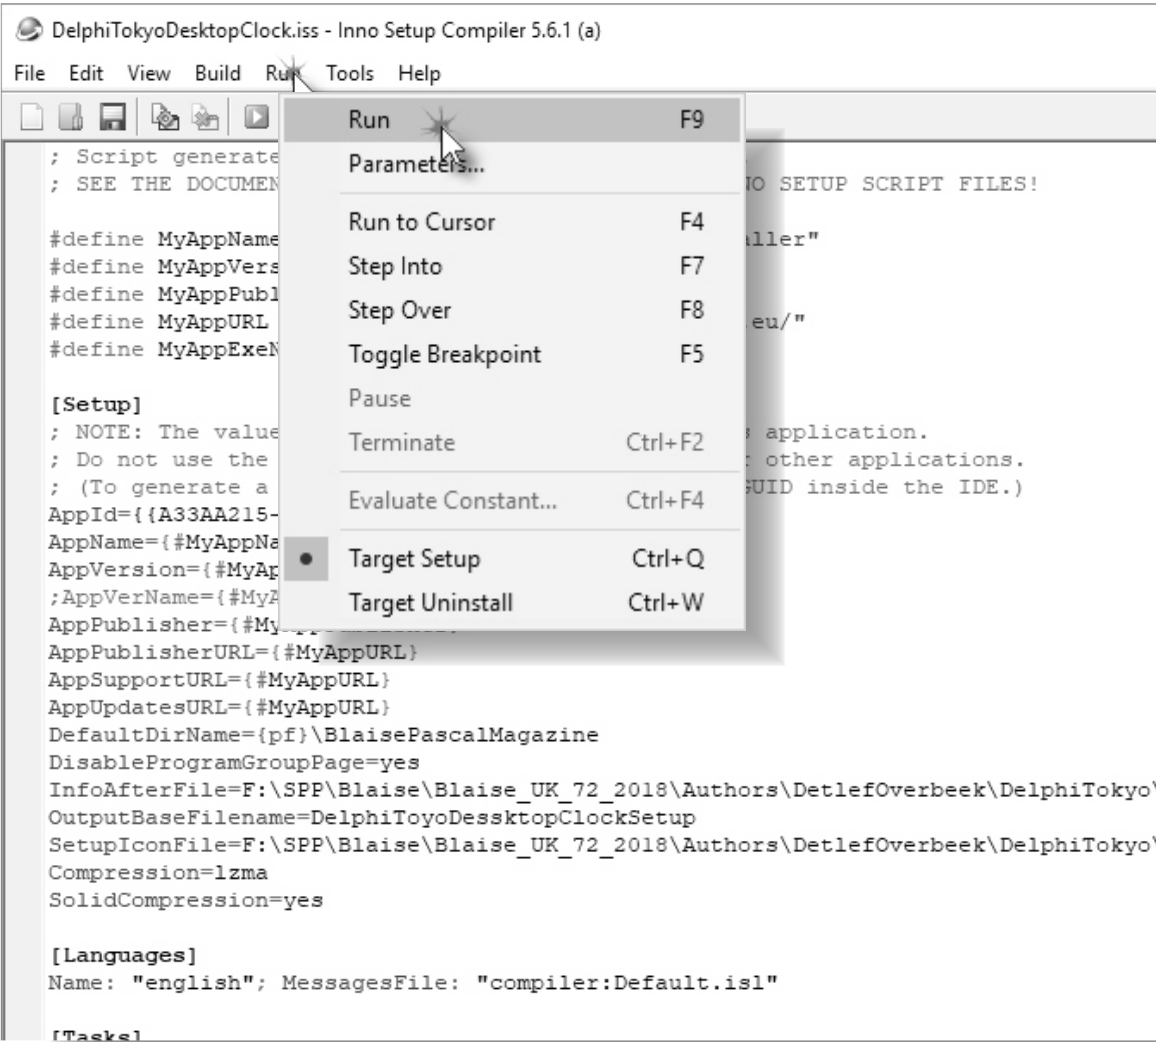 DelphiTokyoDesktopClock.iss - Inno Setup Compiler 5.6.1 (a)
File Edit View Build Run Tools Help
Run F9
Parameters...
Run to Cursor F4
Step Into F7
Step Over F8
Toggle Breakpoint F5
Pause
Terminate Ctrl+F2
Evaluate Constant... Ctrl+F4
Target Setup Ctrl+Q
Target Uninstall Ctrl+W
; Script generate
; SEE THE DOCUMEN NO SETUP SCRIPT FILES!
#define MyAppName aller"
#define MyAppVers
#define MyAppPubl
#define MyAppURL eu/"
#define MyAppExeN
[Setup]
; NOTE: The value s application.
; Do not use the r other applications.
; (To generate a GUID inside the IDE.)
AppId={{A33AA215-
AppName={#MyAppNa
AppVersion={#MyAp
;AppVerName={#MyA
AppPublisher={#My
AppPublisherURL={#MyAppURL}
AppSupportURL={#MyAppURL}
AppUpdatesURL={#MyAppURL}
DefaultDirName={pf}\BlaisePascalMagazine
DisableProgramGroupPage=yes
InfoAfterFile=F:\SPP\Blaise\Blaise_UK_72_2018\Authors\DetlefOverbeek\DelphiTokyo\
OutputBaseFilename=DelphiToyoDessktopClockSetup
SetupIconFile=F:\SPP\Blaise\Blaise_UK_72_2018\Authors\DetlefOverbeek\DelphiTokyo\
Compression=lzma
SolidCompression=yes
[Languages]
Name: "english"; MessagesFile: "compiler:Default.isl"
[Tasks]